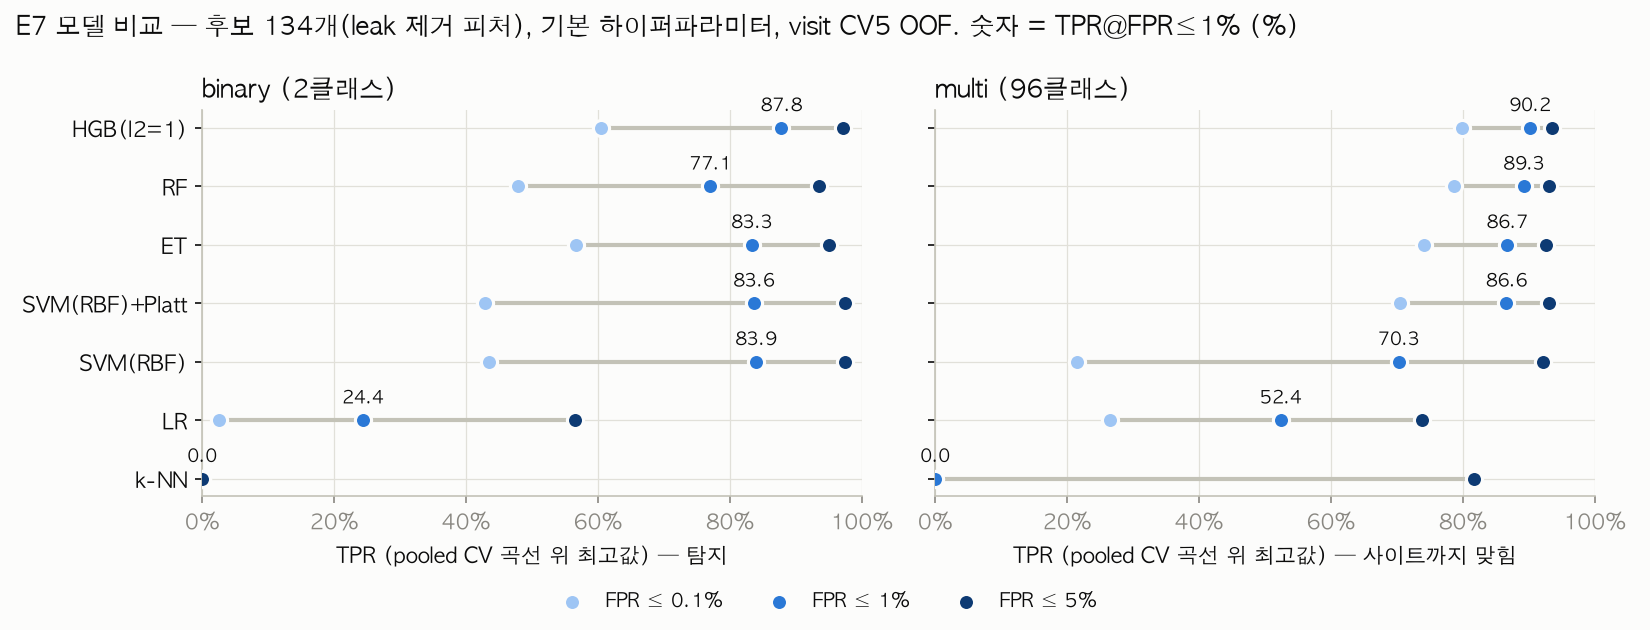 E7 모델 비교 — 후보 134개(leak 제거 피처), 기본 하이퍼파라미터, visit CV5 OOF. 숫자 = TPR@FPR≤1% (%)
binary (2클래스)
HGB(l2=1)
87.8
RF
77.1
ET
83.3
SVM(RBF)+Platt
83.6
SVM(RBF)
83.9
LR
24.4
k-NN
0.0
0% 20% 40% 60% 80% 100%
TPR (pooled CV 곡선 위 최고값) — 탐지
multi (96클래스)
90.2
89.3
86.7
86.6
70.3
52.4
0.0
0% 20% 40% 60% 80% 100%
TPR (pooled CV 곡선 위 최고값) — 사이트까지 맞힘
FPR ≤ 0.1% FPR ≤ 1% FPR ≤ 5%